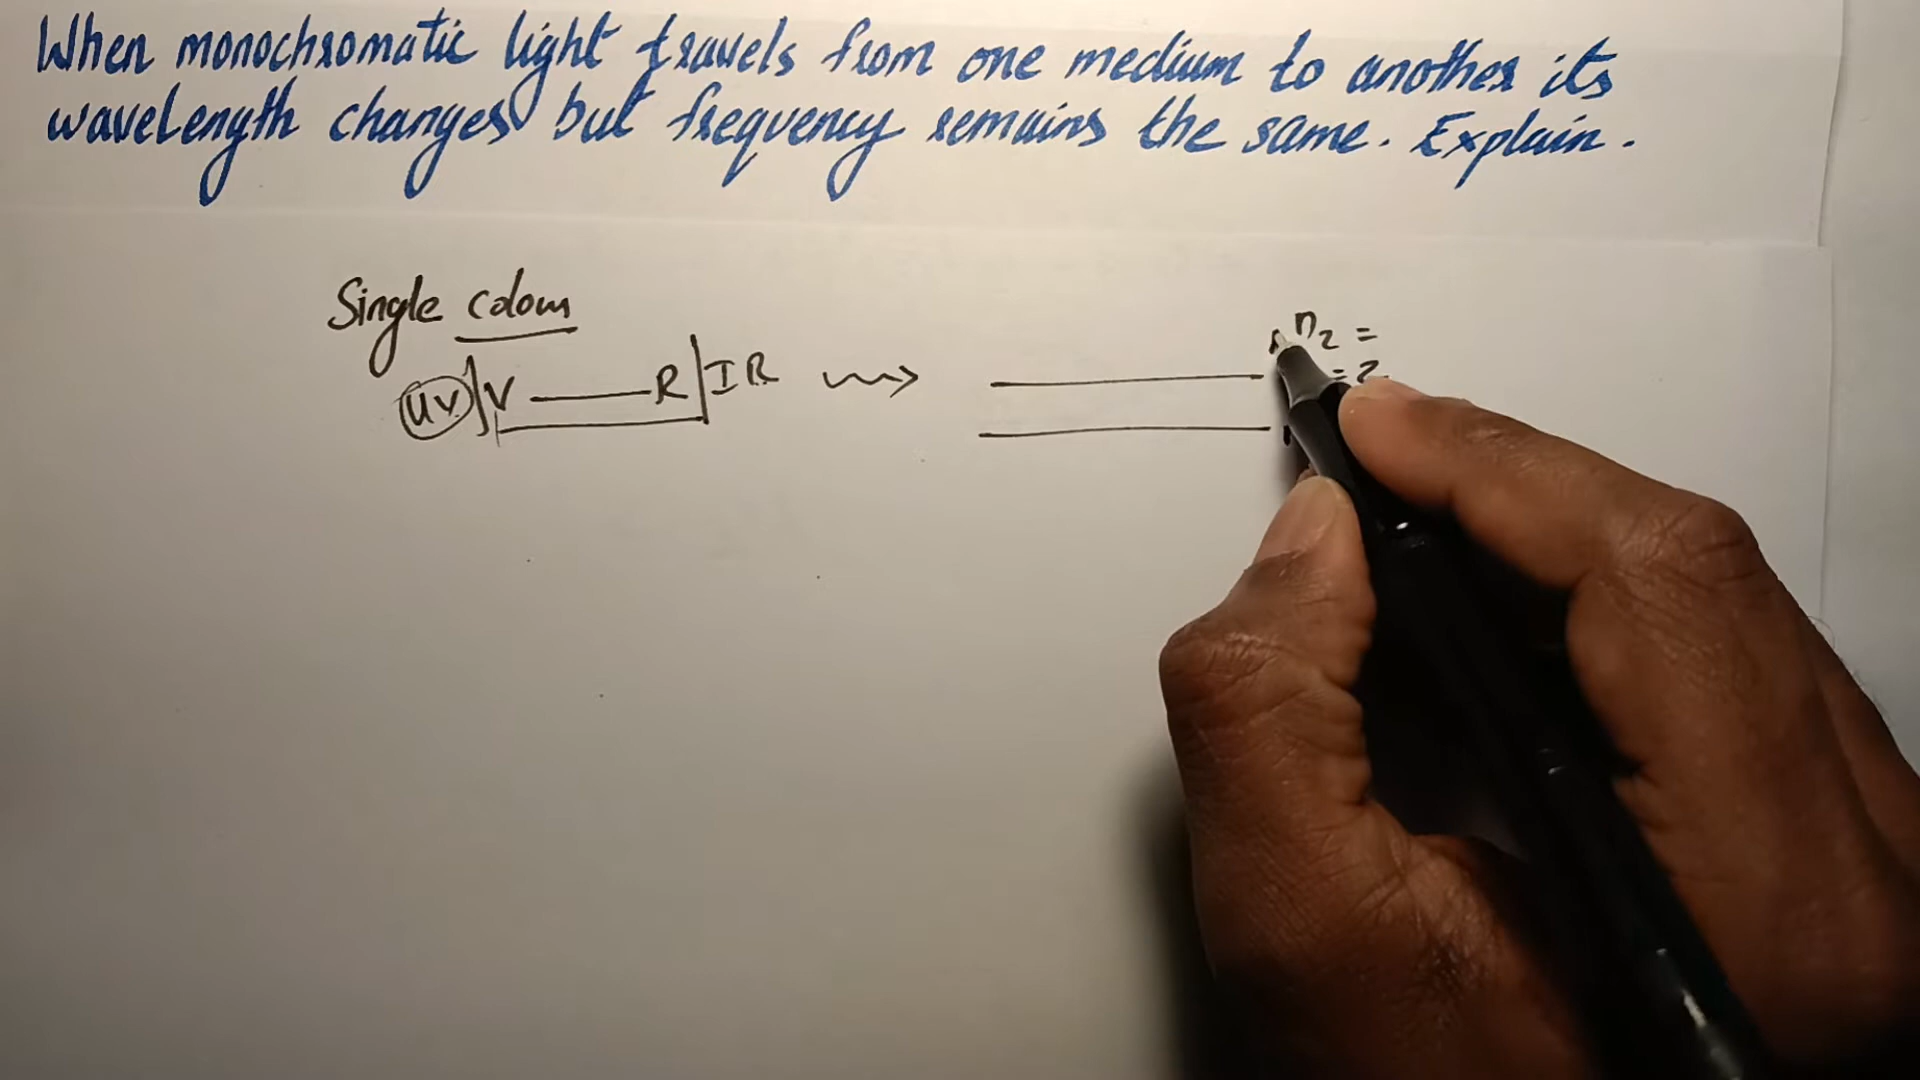 When monochromatic light travels from one medium to another its
wavelength changes but frequency remains the same. Explain.
Single colour
UV V R IR
n2 =
= 2